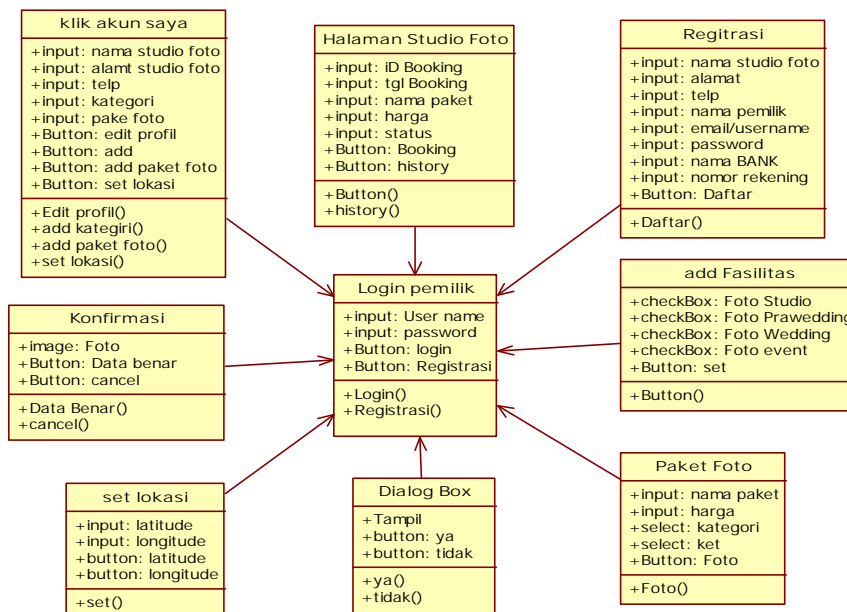 klik akun saya
+input: nama studio foto
+input: alamt studio foto
+input: telp
+input: kategori
+input: pake foto
+Button: edit profil
+Button: add
+Button: add paket foto
+Button: set lokasi
+Edit profil()
+add kategiri()
+add paket foto()
+set lokasi()
Halaman Studio Foto
+input: iD Booking
+input: tgl Booking
+input: nama paket
+input: harga
+input: status
+Button: Booking
+Button: history
+Button()
+history()
Regitrasi
+input: nama studio foto
+input: alamat
+input: telp
+input: nama pemilik
+input: email/username
+input: password
+input: nama BANK
+input: nomor rekening
+Button: Daftar
+Daftar()
Konfirmasi
+image: Foto
+Button: Data benar
+Button: cancel
+Data Benar()
+cancel()
Login pemilik
+input: User name
+input: password
+Button: login
+Button: Registrasi
+Login()
+Registrasi()
add Fasilitas
+checkBox: Foto Studio
+checkBox: Foto Prawedding
+checkBox: Foto Wedding
+checkBox: Foto event
+Button: set
+Button()
set lokasi
+input: latitude
+input: longitude
+button: latitude
+button: longitude
+set()
Dialog Box
+Tampil
+button: ya
+button: tidak
+ya()
+tidak()
Paket Foto
+input: nama paket
+input: harga
+select: kategori
+select: ket
+Button: Foto
+Foto()